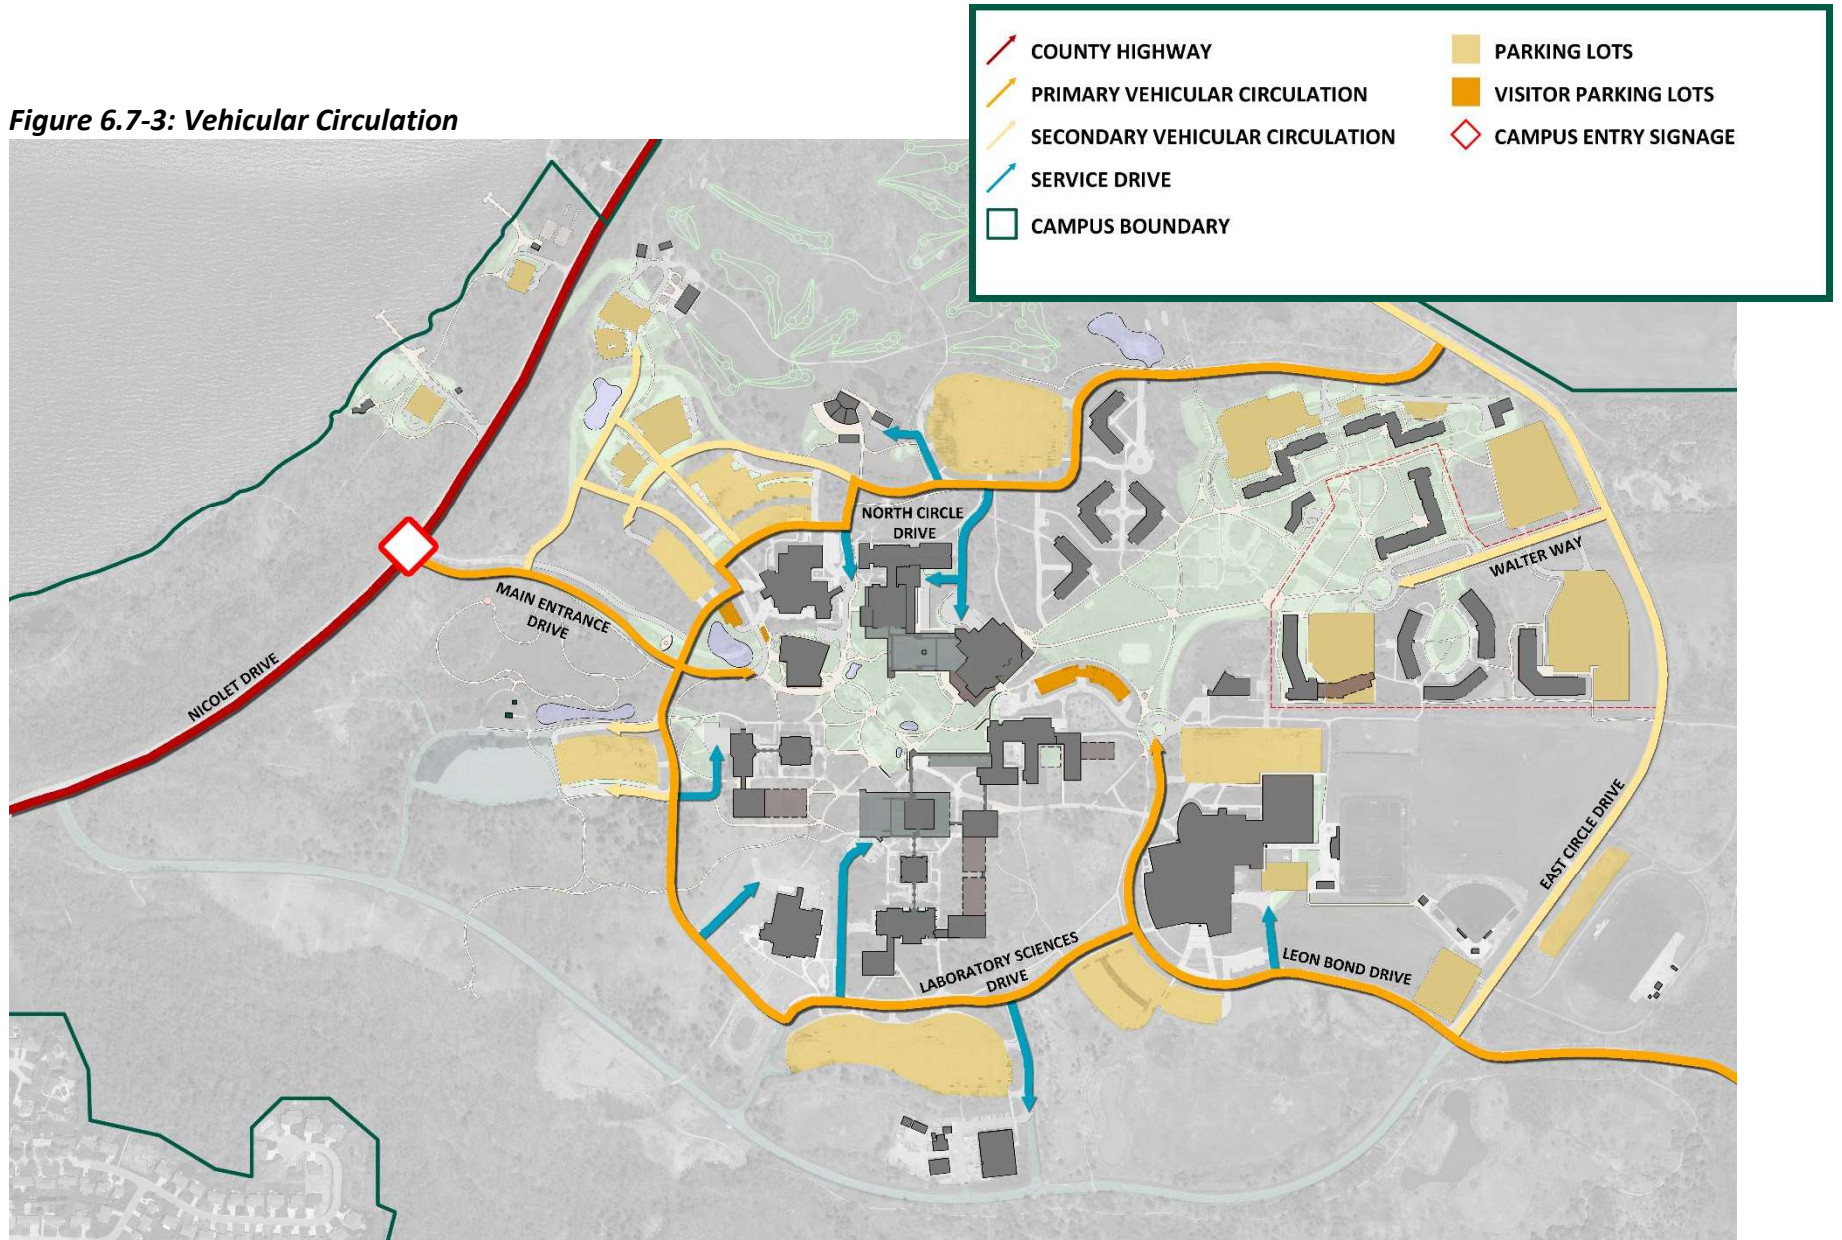 COUNTY HIGHWAY
PRIMARY VEHICULAR CIRCULATION
SECONDARY VEHICULAR CIRCULATION
SERVICE DRIVE
CAMPUS BOUNDARY
PARKING LOTS
VISITOR PARKING LOTS
CAMPUS ENTRY SIGNAGE
Figure 6.7-3: Vehicular Circulation
NORTH CIRCLE
DRIVE
WALTER WAY
MAIN ENTRANCE
DRIVE
NICOLET DRIVE
EAST CIRCLE DRIVE
LABORATORY SCIENCES
DRIVE
LEON BOND DRIVE